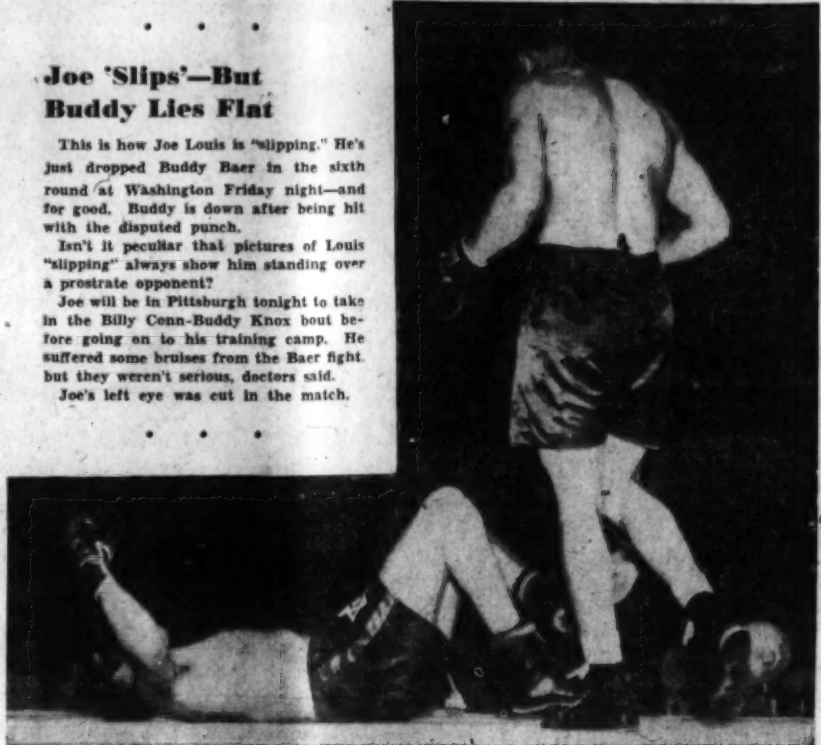 Joe 'Slips'—But
Buddy Lies Flat
This is how Joe Louis is "slipping." He's
just dropped Buddy Baer in the sixth
round at Washington Friday night—and
for good. Buddy is down after being hit
with the disputed punch.
Isn't it peculiar that pictures of Louis
"slipping" always show him standing over
a prostrate opponent?
Joe will be in Pittsburgh tonight to take
in the Billy Conn-Buddy Knox bout be-
fore going on to his training camp. He
suffered some bruises from the Baer fight
but they weren't serious, doctors said.
Joe's left eye was cut in the match.